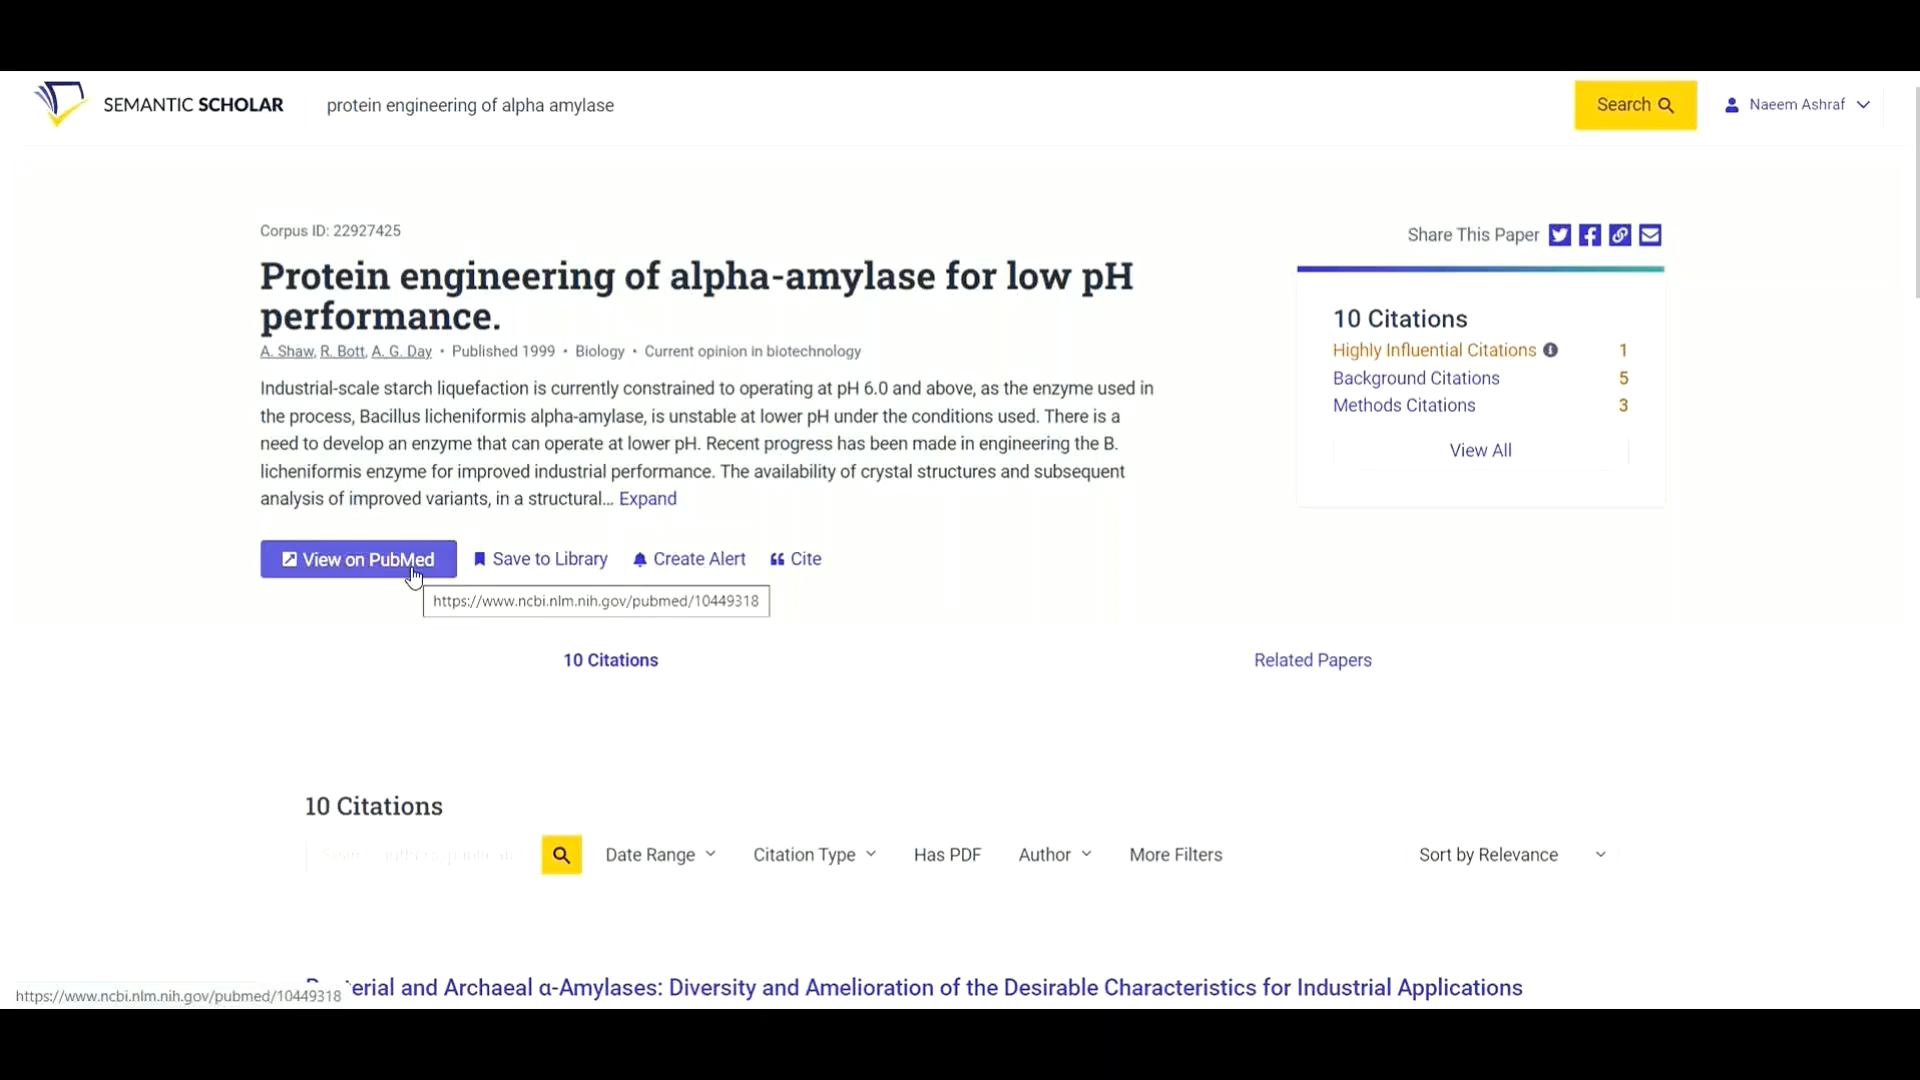 SEMANTIC SCHOLAR
protein engineering of alpha amylase
Search
Naeem Ashraf
Corpus ID: 22927425
Share This Paper
Protein engineering of alpha-amylase for low pH
performance.
A. Shaw, R. Bott, A. G. Day • Published 1999 • Biology • Current opinion in biotechnology
Industrial-scale starch liquefaction is currently constrained to operating at pH 6.0 and above, as the enzyme used in
the process, Bacillus licheniformis alpha-amylase, is unstable at lower pH under the conditions used. There is a
need to develop an enzyme that can operate at lower pH. Recent progress has been made in engineering the B.
licheniformis enzyme for improved industrial performance. The availability of crystal structures and subsequent
analysis of improved variants, in a structural... Expand
10 Citations
Highly Influential Citations 1
Background Citations 5
Methods Citations 3
View All
View on PubMed Save to Library Create Alert Cite
https://www.ncbi.nlm.nih.gov/pubmed/10449318
10 Citations
Related Papers
10 Citations
Date Range Citation Type Has PDF Author More Filters Sort by Relevance
and Archaeal α-Amylases: Diversity and Amelioration of the Desirable Characteristics for Industrial Applications
https://www.ncbi.nlm.nih.gov/pubmed/10449318